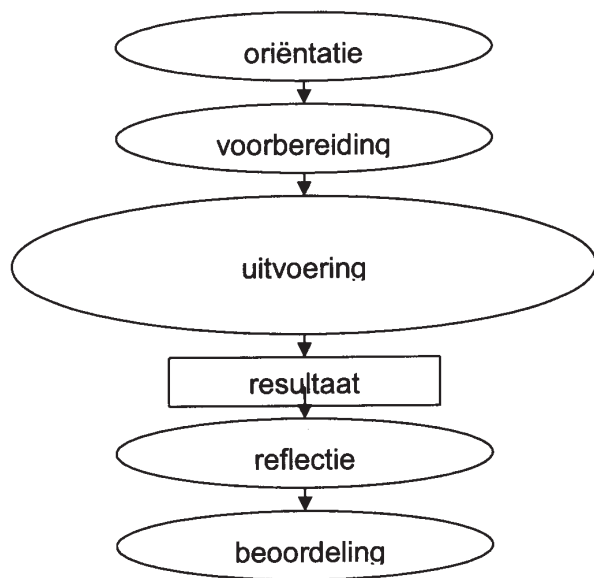 oriëntatie
voorbereiding
uitvoering
resultaat
reflectie
beoordeling